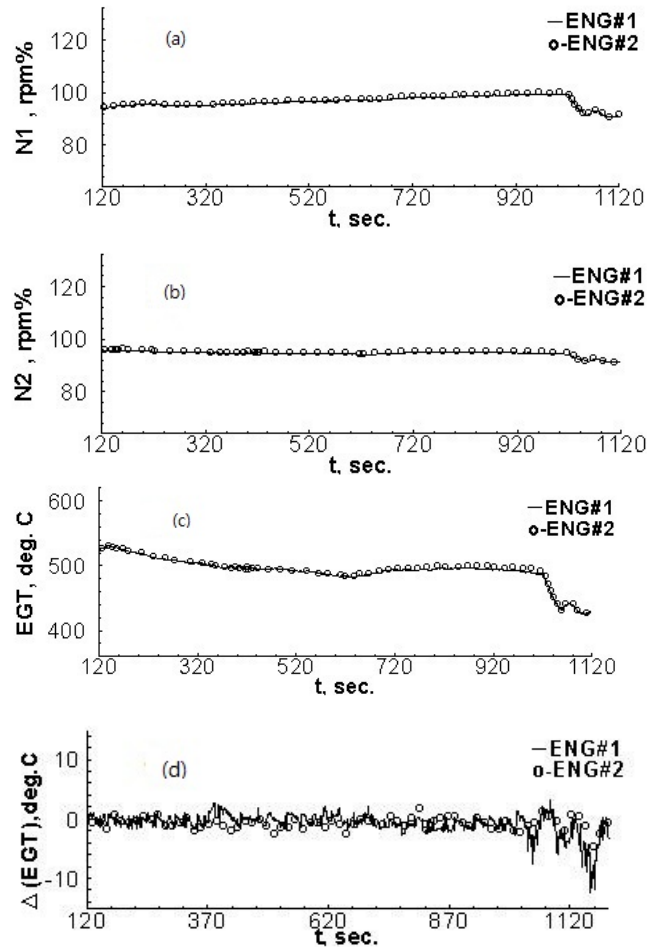 (a)
—ENG#1
o-ENG#2
N1 , rpm%
120
100
80
120 320 520 720 920 1120
t, sec.
(b)
—ENG#1
o-ENG#2
N2 , rpm%
120
100
80
120 320 520 720 920 1120
t, sec.
(c)
—ENG#1
o-ENG#2
EGT, deg. C
600
500
400
120 320 520 720 920 1120
t, sec.
(d)
—ENG#1
o-ENG#2
Δ(EGT),deg.C
10
0
-10
120 370 620 870 1120
t, sec.